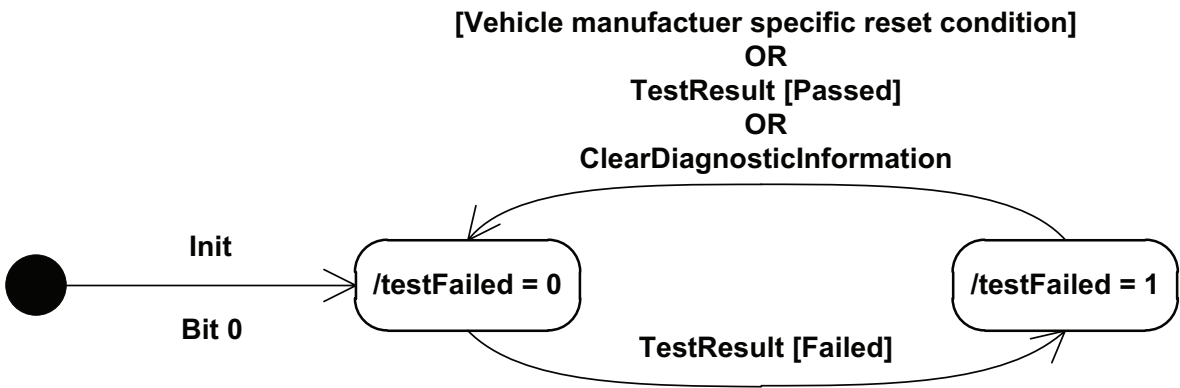 [Vehicle manufactuer specific reset condition]
OR
TestResult [Passed]
OR
ClearDiagnosticInformation
Init
/testFailed = 0
/testFailed = 1
Bit 0
TestResult [Failed]